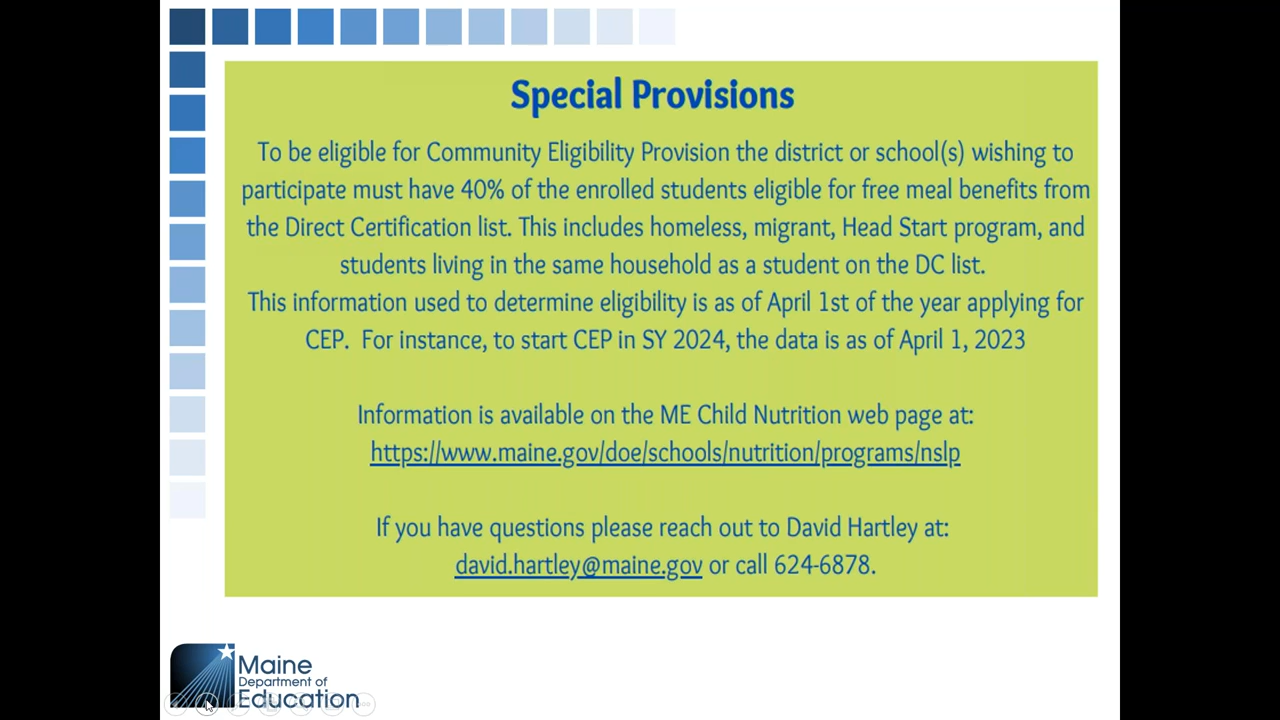 Special Provisions
To be eligible for Community Eligibility Provision the district or school(s) wishing to
participate must have 40% of the enrolled students eligible for free meal benefits from
the Direct Certification list. This includes homeless, migrant, Head Start program, and
students living in the same household as a student on the DC list.
This information used to determine eligibility is as of April 1st of the year applying for
CEP.  For instance, to start CEP in SY 2024, the data is as of April 1, 2023
Information is available on the ME Child Nutrition web page at:
https://www.maine.gov/doe/schools/nutrition/programs/nslp
If you have questions please reach out to David Hartley at:
david.hartley@maine.gov or call 624-6878.
Maine
Department of
Education